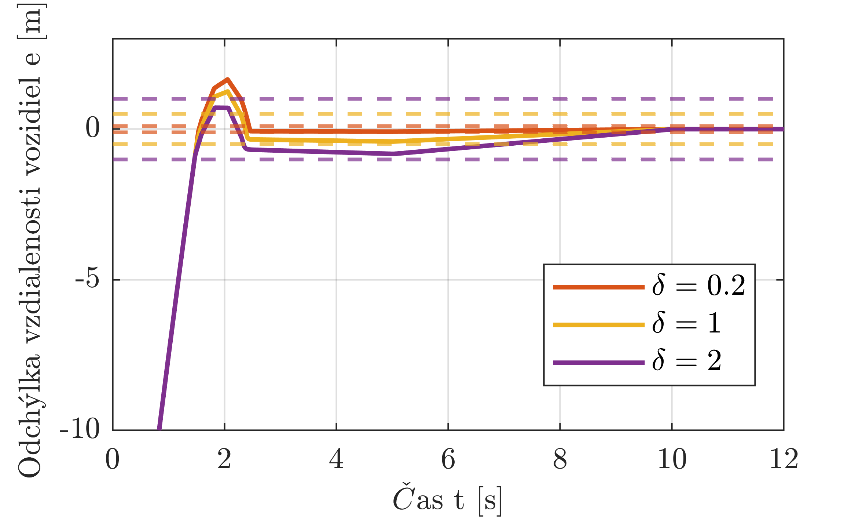 Odchýlka vzdialenosti vozidiel e [m]
0
-5
-10
0 2 4 6 8 10 12
Čas t [s]
δ = 0.2
δ = 1
δ = 2